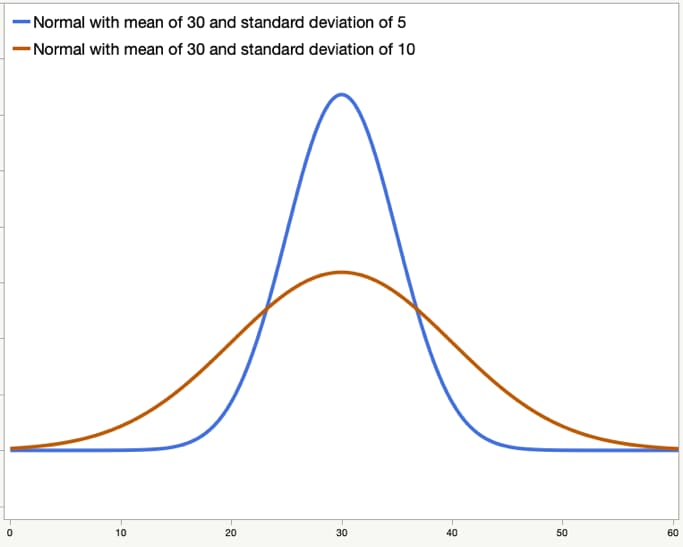 Normal with mean of 30 and standard deviation of 5
Normal with mean of 30 and standard deviation of 10
0 10 20 30 40 50 60